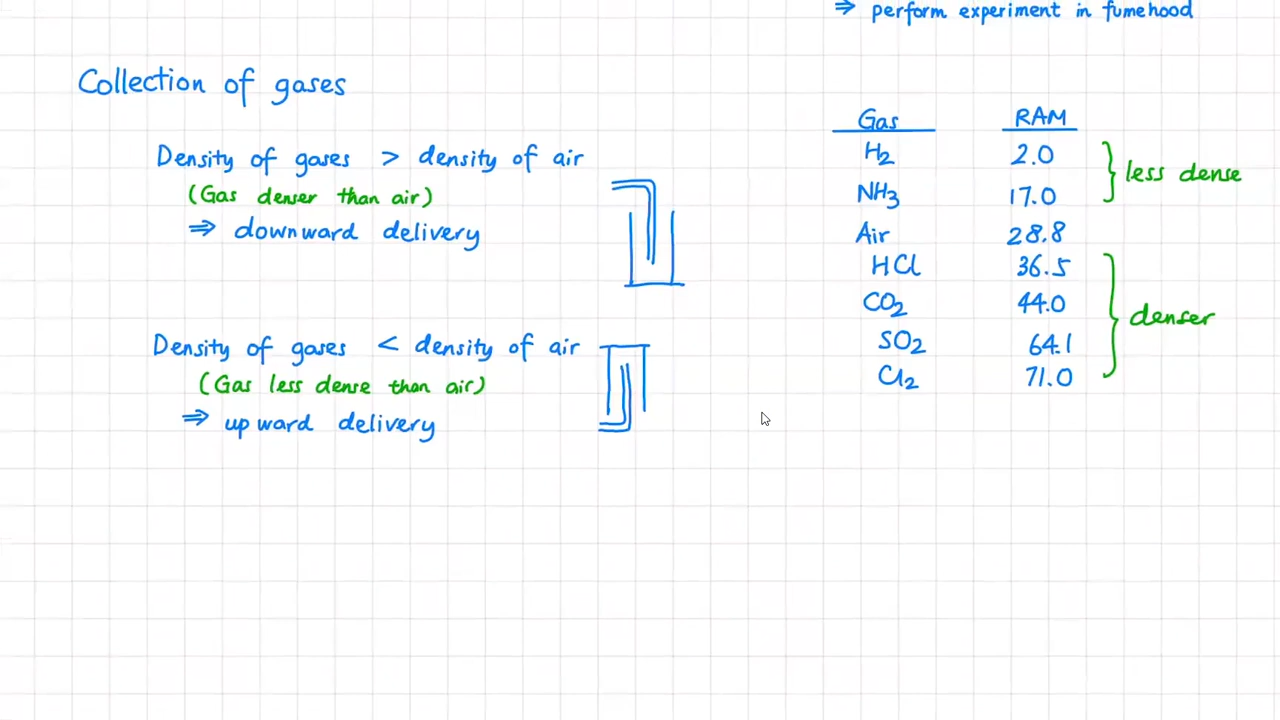 ⇒ perform experiment in fumehood
Collection of gases
Density of gases > density of air
(Gas denser than air)
⇒ downward delivery
Density of gases < density of air
(Gas less dense than air)
⇒ upward delivery
Gas RAM
H₂ 2.0
NH₃ 17.0
less dense
Air 28.8
HCl 36.5
CO₂ 44.0
denser
SO₂ 64.1
Cl₂ 71.0